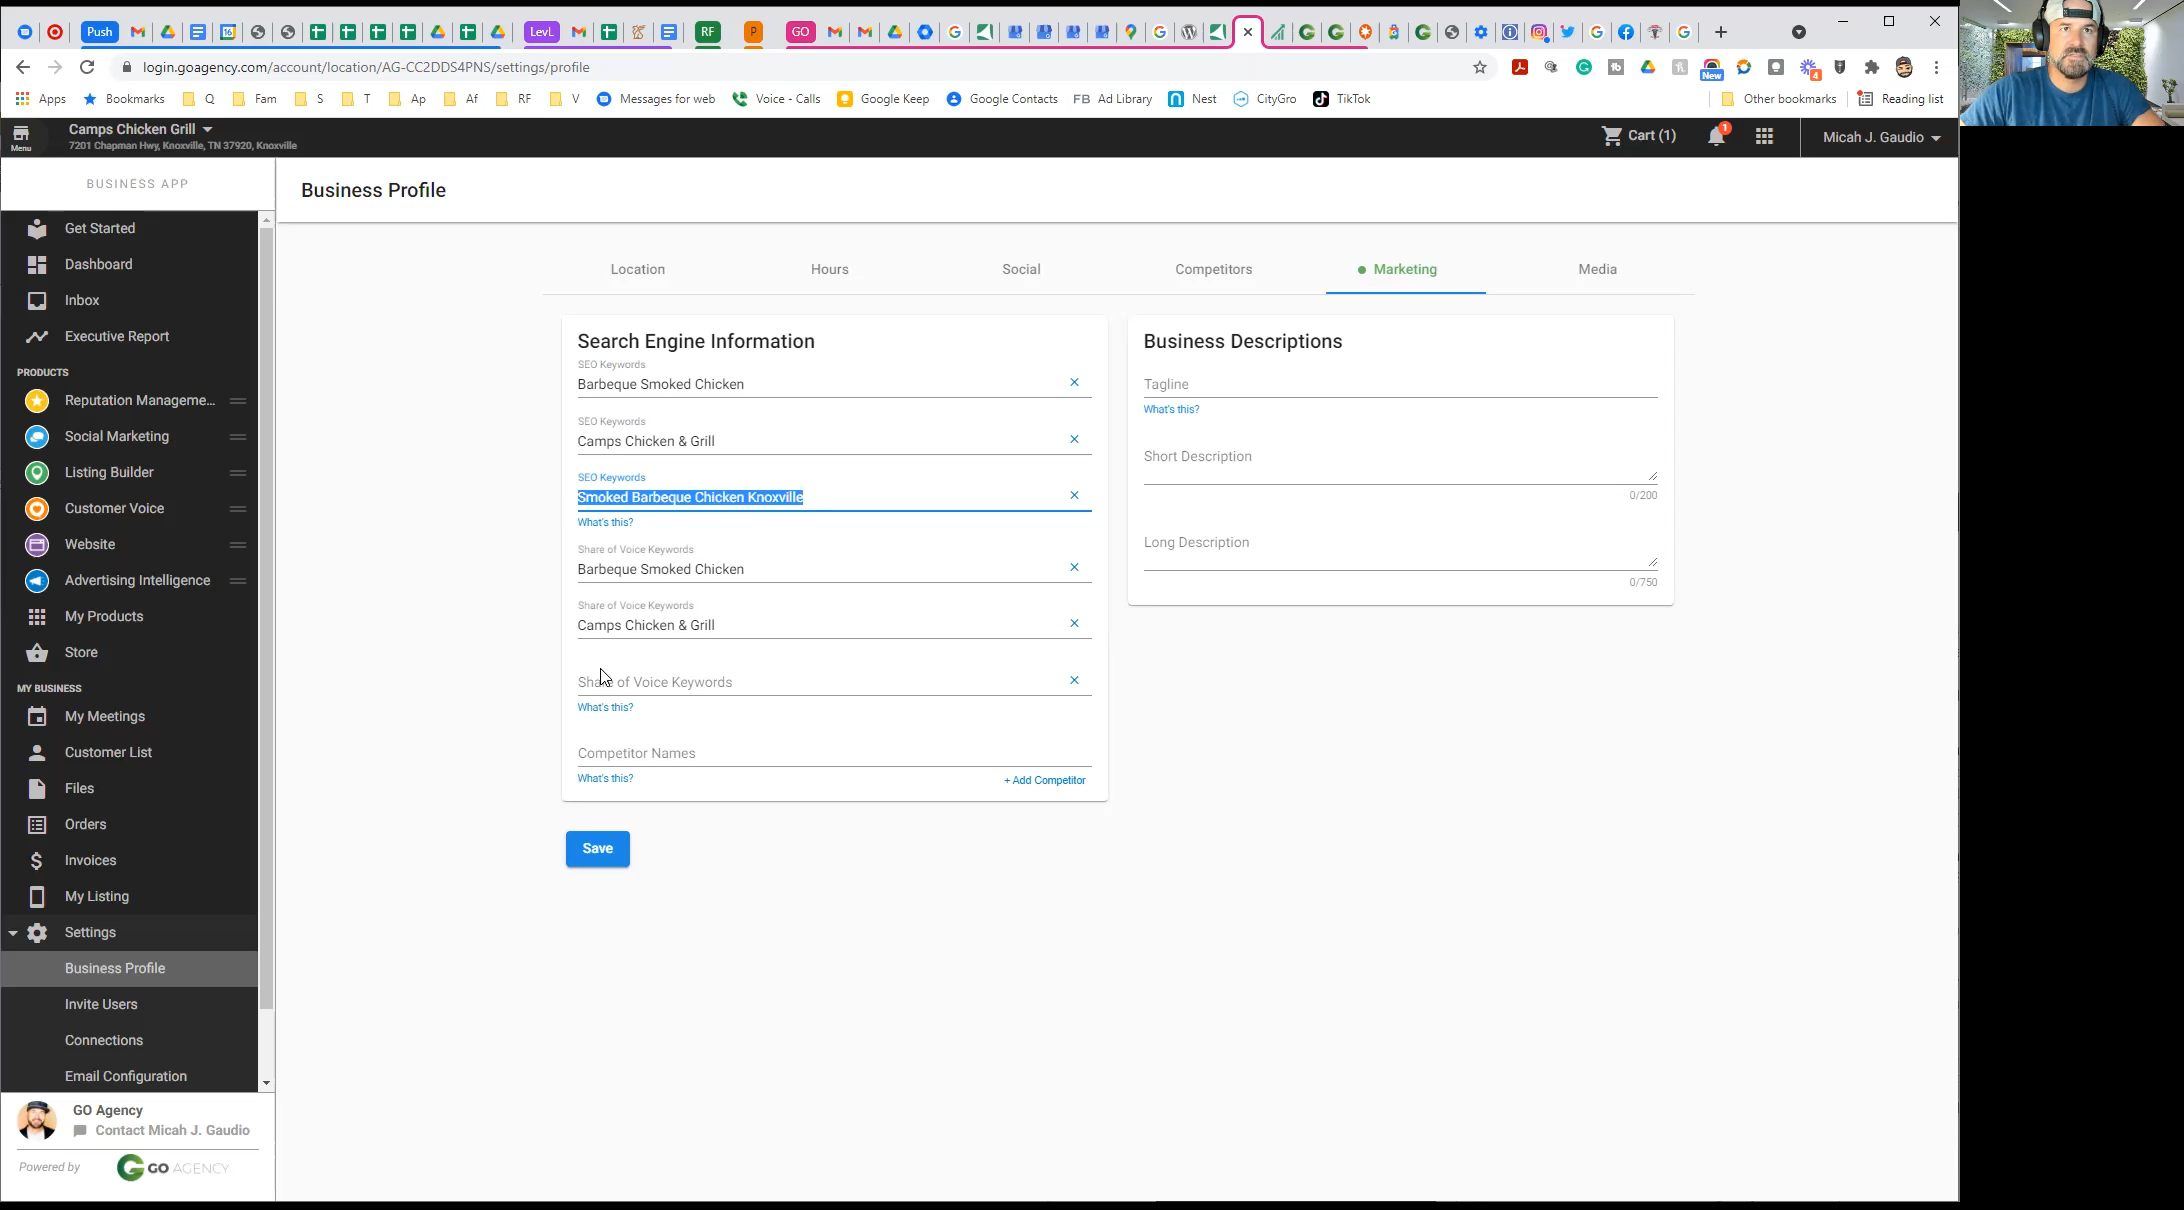 Push
16
LevL
RF
P
GO
login.goagency.com/account/location/AG-CC2DDS4PNS/settings/profile
New
4
Apps
Bookmarks
Q
Fam
S
T
Ap
Af
RF
V
Messages for web
Voice - Calls
Google Keep
Google Contacts
FB Ad Library
Nest
CityGro
TikTok
Other bookmarks
Reading list
Menu
Camps Chicken Grill
7201 Chapman Hwy, Knoxville, TN 37920, Knoxville
Cart (1)
1
Micah J. Gaudio
BUSINESS APP
Get Started
Dashboard
Inbox
Executive Report
PRODUCTS
Reputation Manageme...
Social Marketing
Listing Builder
Customer Voice
Website
Advertising Intelligence
My Products
Store
MY BUSINESS
My Meetings
Customer List
Files
Orders
Invoices
My Listing
Settings
Business Profile
Invite Users
Connections
Email Configuration
GO Agency
Contact Micah J. Gaudio
Powered by
GO AGENCY
Business Profile
Location
Hours
Social
Competitors
Marketing
Media
Search Engine Information
SEO Keywords
Barbeque Smoked Chicken
SEO Keywords
Camps Chicken & Grill
SEO Keywords
Smoked Barbeque Chicken Knoxville
What's this?
Share of Voice Keywords
Barbeque Smoked Chicken
Share of Voice Keywords
Camps Chicken & Grill
Share of Voice Keywords
What's this?
Competitor Names
What's this?
+ Add Competitor
Save
Business Descriptions
Tagline
What's this?
Short Description
0/200
Long Description
0/750